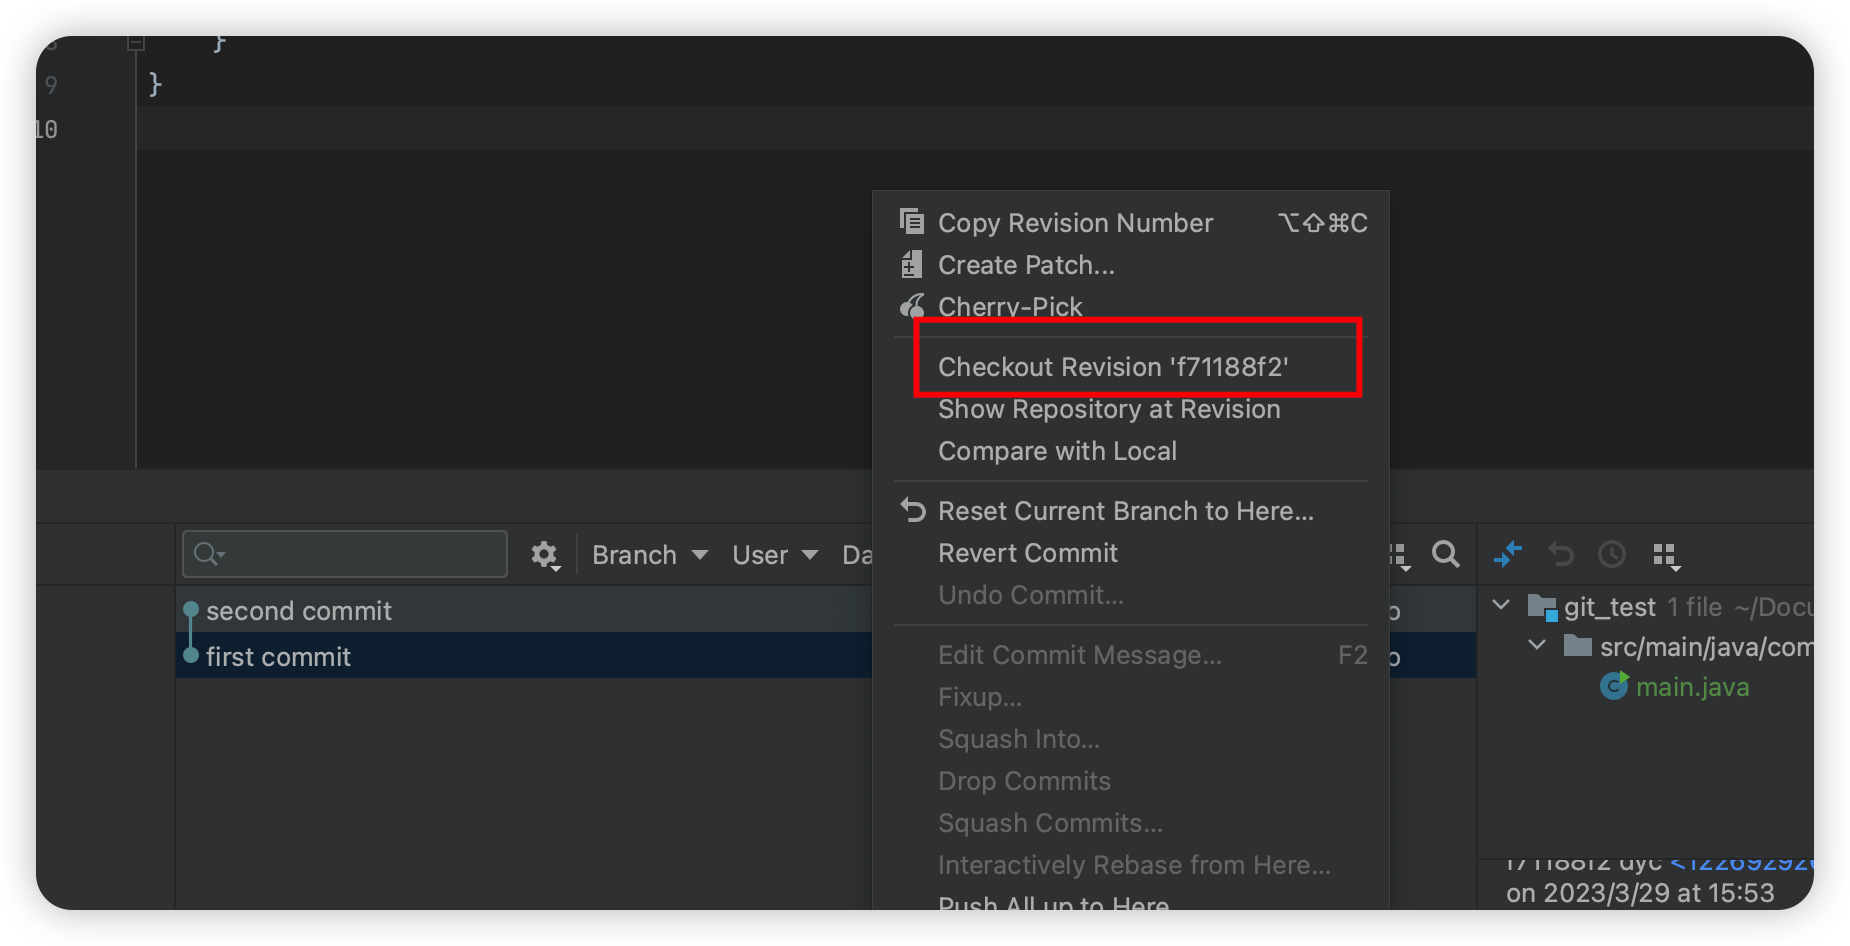 }
9 }
10
Copy Revision Number ⌥⇧⌘C
Create Patch...
Cherry-Pick
Checkout Revision 'f71188f2'
Show Repository at Revision
Compare with Local
Reset Current Branch to Here...
Revert Commit
Undo Commit...
Edit Commit Message... F2
Fixup...
Squash Into...
Drop Commits
Squash Commits...
Interactively Rebase from Here...
Push All up to Here
Branch User Da
second commit
first commit
git_test 1 file ~/Docu
src/main/java/com
main.java
f71188f2 dyc <12269292
on 2023/3/29 at 15:53